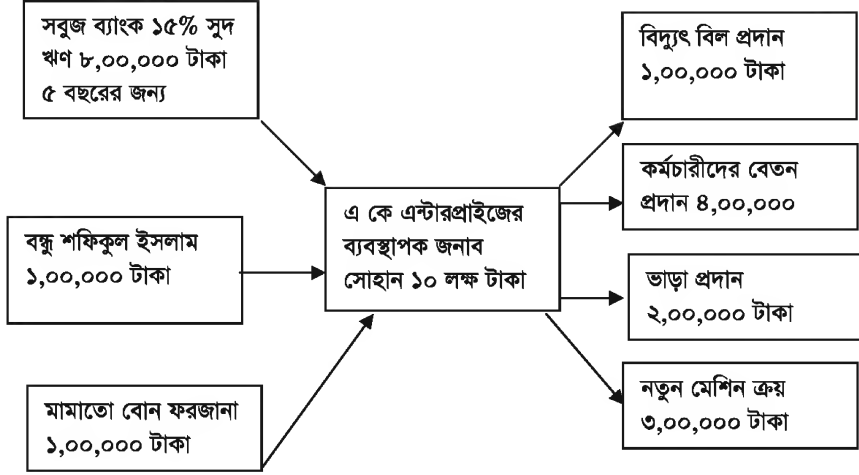 সবুজ ব্যাংক ১৫% সুদ
ঋণ ৮,০০,০০০ টাকা
৫ বছরের জন্য
বন্ধু শফিকুল ইসলাম
১,০০,০০০ টাকা
মামাতো বোন ফরজানা
১,০০,০০০ টাকা
এ কে এন্টারপ্রাইজের
ব্যবস্থাপক জনাব
সোহান ১০ লক্ষ টাকা
বিদ্যুৎ বিল প্রদান
১,০০,০০০ টাকা
কর্মচারীদের বেতন
প্রদান ৪,০০,০০০
ভাড়া প্রদান
২,০০,০০০ টাকা
নতুন মেশিন ক্রয়
৩,০০,০০০ টাকা